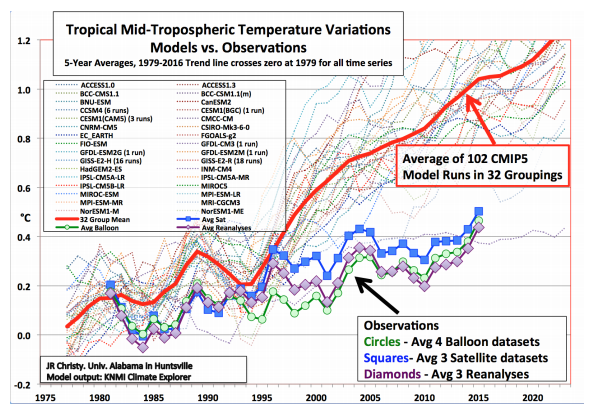 Tropical Mid-Tropospheric Temperature Variations
Models vs. Observations
5-Year Averages, 1979-2016 Trend line crosses zero at 1979 for all time series
ACCESS1.0 ACCESS1.3
BCC-CMS1.1 BCC-CSM1.1(m)
BNU-ESM CanESM2
CCSM4 (6 runs) CESM1(BGC) (1 run)
CESM1(CAM5) (3 runs) CMCC-CM
CNRM-CM5 CSIRO-Mk3-6-0
EC_EARTH FGOALS-g2
FIO-ESM GFDL-CM3 (1 run)
GFDL-ESM2G (1 run) GFDL-ESM2M (1 run)
GISS-E2-H (16 runs) GISS-E2-R (18 runs)
HadGEM2-ES INM-CM4
IPSL-CM5A-LR IPSL-CM5A-MR
IPSL-CM5B-LR MIROC5
MIROC-ESM MPI-ESM-LR
MPI-ESM-MR MRI-CGCM3
NorESM1-M NorESM1-ME
32 Group Mean Avg Sat
Avg Balloon Avg Reanalyses
Average of 102 CMIP5
Model Runs in 32 Groupings
Observations
Circles - Avg 4 Balloon datasets
Squares- Avg 3 Satellite datasets
Diamonds - Avg 3 Reanalyses
JR Christy. Univ. Alabama in Huntsville
Model output: KNMI Climate Explorer
°C
1.2
1.0
0.8
0.6
0.4
0.2
0.0
-0.2
1975 1980 1985 1990 1995 2000 2005 2010 2015 2020